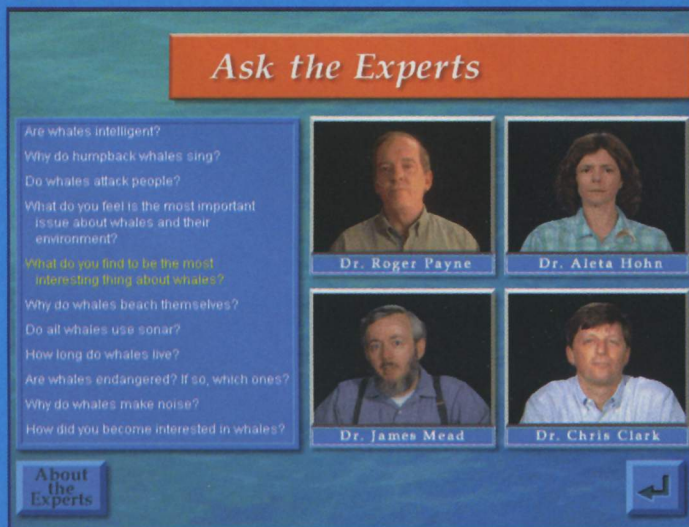 Ask the Experts
Are whales intelligent?
Why do humpback whales sing?
Do whales attack people?
What do you feel is the most important
issue about whales and their
environment?
What do you find to be the most
interesting thing about whales?
Why do whales beach themselves?
Do all whales use sonar?
How long do whales live?
Are whales endangered? If so, which ones?
Why do whales make noise?
How did you become interested in whales?
Dr. Roger Payne
Dr. Aleta Hohn
Dr. James Mead
Dr. Chris Clark
About
the
Experts